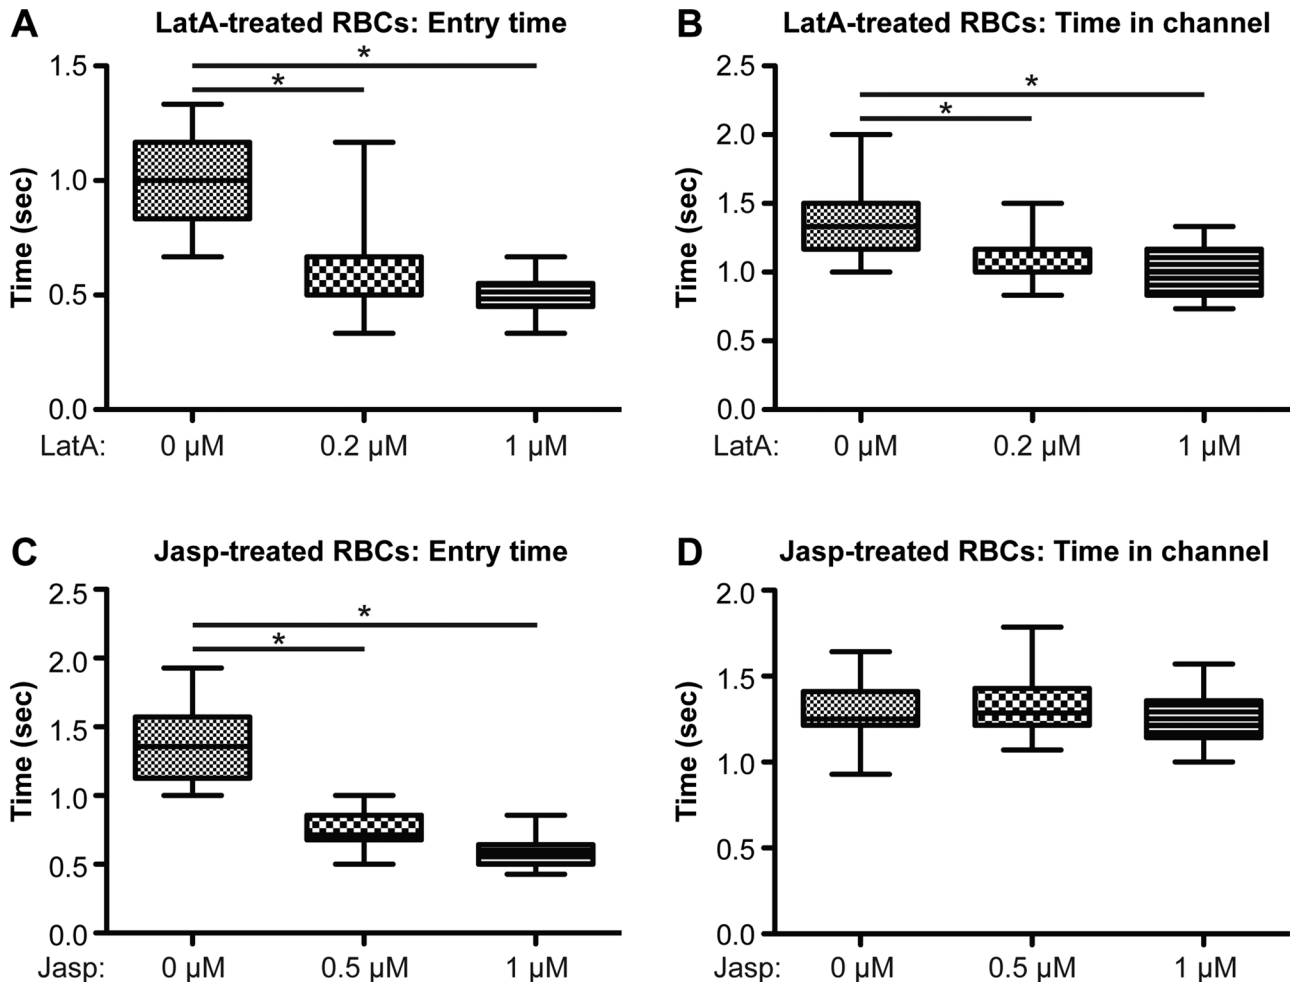 A LatA-treated RBCs: Entry time
* 
*
1.5
1.0
0.5
0.0
Time (sec)
LatA: 0 µM 0.2 µM 1 µM
B LatA-treated RBCs: Time in channel
*
*
2.5
2.0
1.5
1.0
0.5
0.0
Time (sec)
LatA: 0 µM 0.2 µM 1 µM
C Jasp-treated RBCs: Entry time
*
*
2.5
2.0
1.5
1.0
0.5
0.0
Time (sec)
Jasp: 0 µM 0.5 µM 1 µM
D Jasp-treated RBCs: Time in channel
2.0
1.5
1.0
0.5
0.0
Time (sec)
Jasp: 0 µM 0.5 µM 1 µM